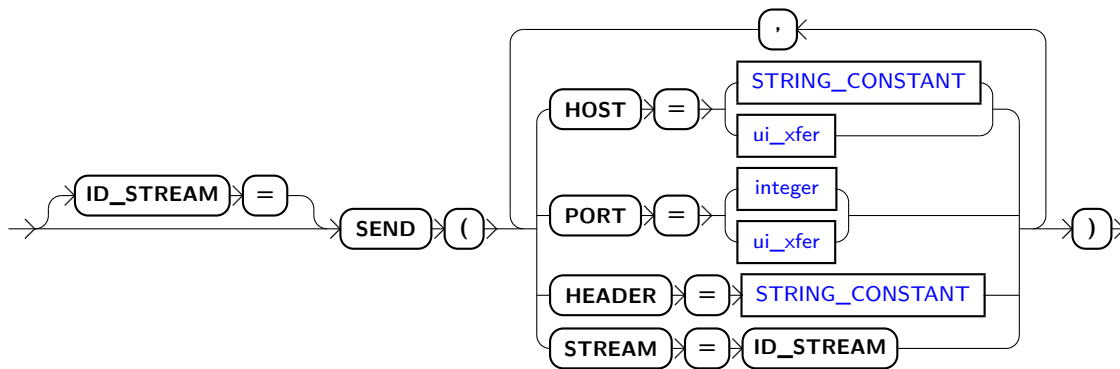 ,
HOST = STRING_CONSTANT
ui_xfer
ID_STREAM =
PORT = integer
SEND ( ui_xfer )
HEADER = STRING_CONSTANT
STREAM = ID_STREAM